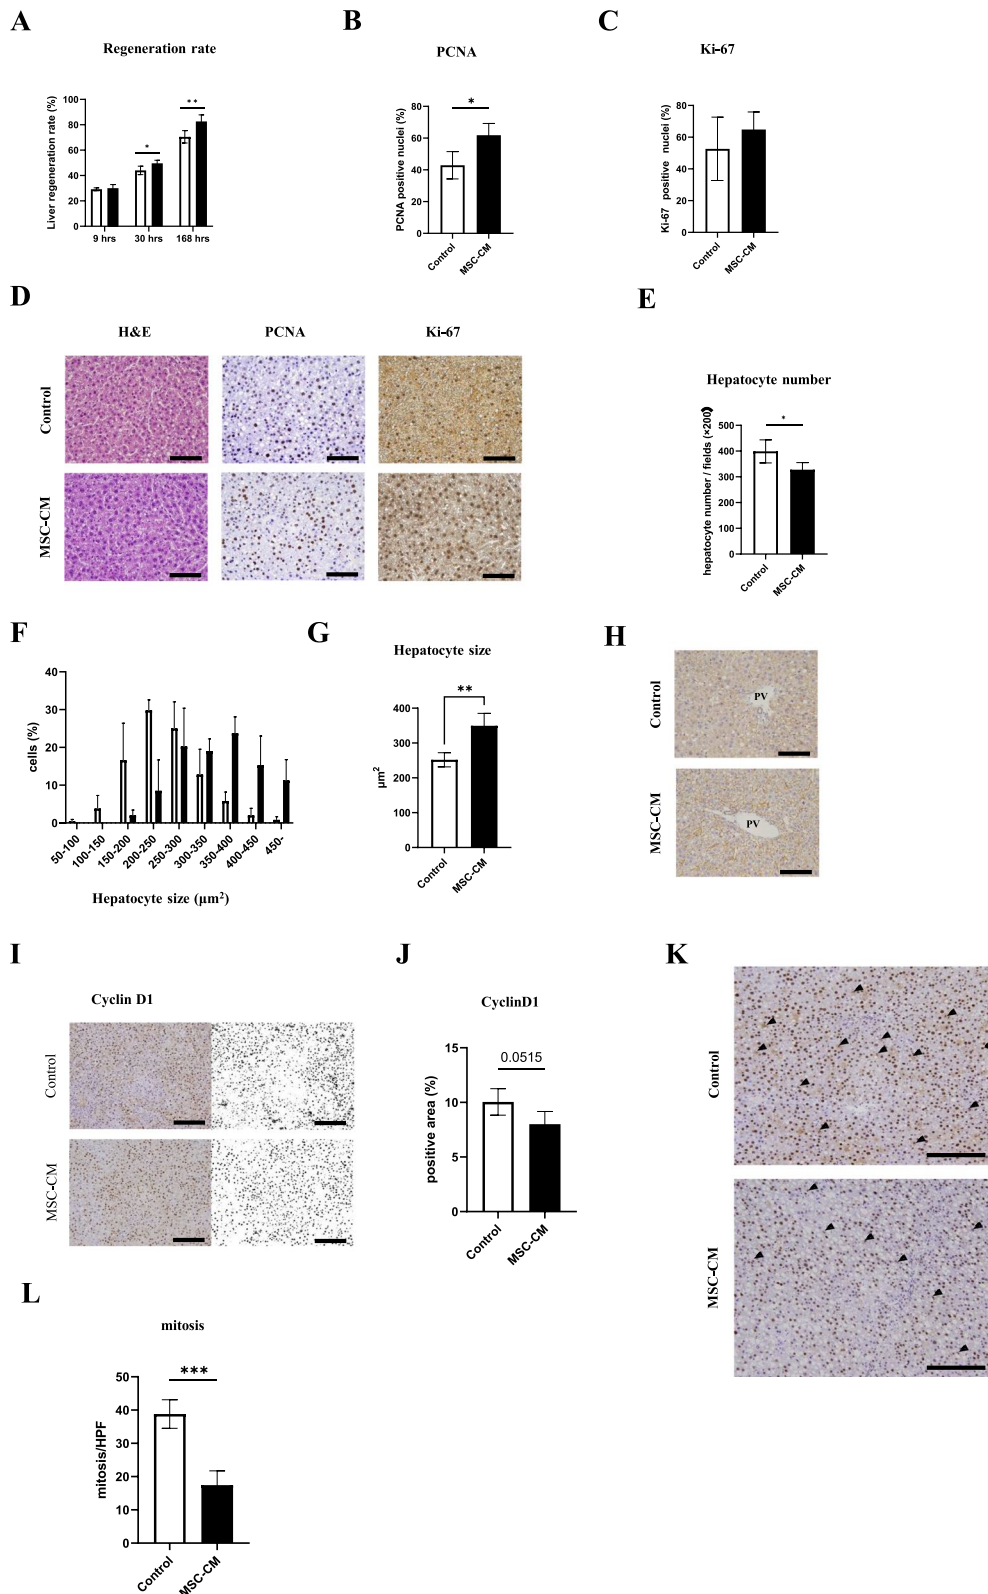 A
Regeneration rate
Liver regeneration rate (%)
100
80
60
40
20
0
*
**
9 hrs
30 hrs
168 hrs
B
PCNA
PCNA positive nuclei (%)
80
60
40
20
0
*
Control
MSC-CM
C
Ki-67
Ki-67 positive nuclei (%)
80
60
40
20
0
Control
MSC-CM
D
H&E
PCNA
Ki-67
Control
MSC-CM
E
Hepatocyte number
hepatocyte number / fields (×200)
500
400
300
200
100
0
*
Control
MSC-CM
F
cells (%)
40
30
20
10
0
50-100
100-150
150-200
200-250
250-300
300-350
350-400
400-450
450-
Hepatocyte size (µm²)
G
Hepatocyte size
µm²
400
300
200
100
0
**
Control
MSC-CM
H
Control
PV
MSC-CM
PV
I
Cyclin D1
Control
MSC-CM
J
CyclinD1
positive area (%)
15
10
5
0
0.0515
Control
MSC-CM
K
Control
MSC-CM
L
mitosis
mitosis/HPF
50
40
30
20
10
0
***
Control
MSC-CM